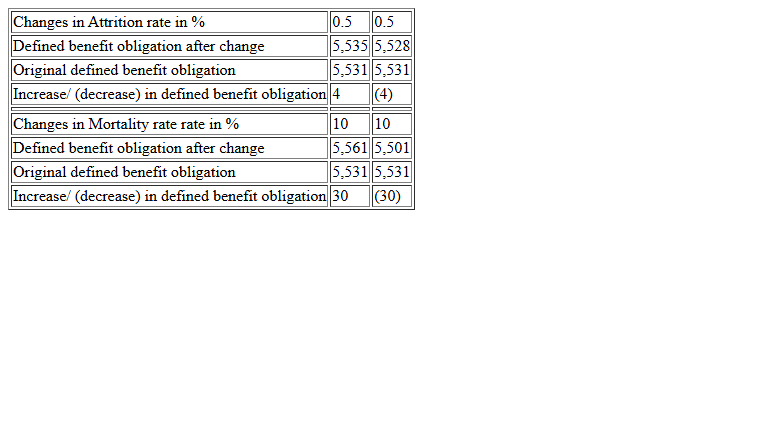 Changes in Attrition rate in % 0.5 0.5
Defined benefit obligation after change 5,535 5,528
Original defined benefit obligation 5,531 5,531
Increase/ (decrease) in defined benefit obligation 4 (4)
Changes in Mortality rate rate in % 10 10
Defined benefit obligation after change 5,561 5,501
Original defined benefit obligation 5,531 5,531
Increase/ (decrease) in defined benefit obligation 30 (30)